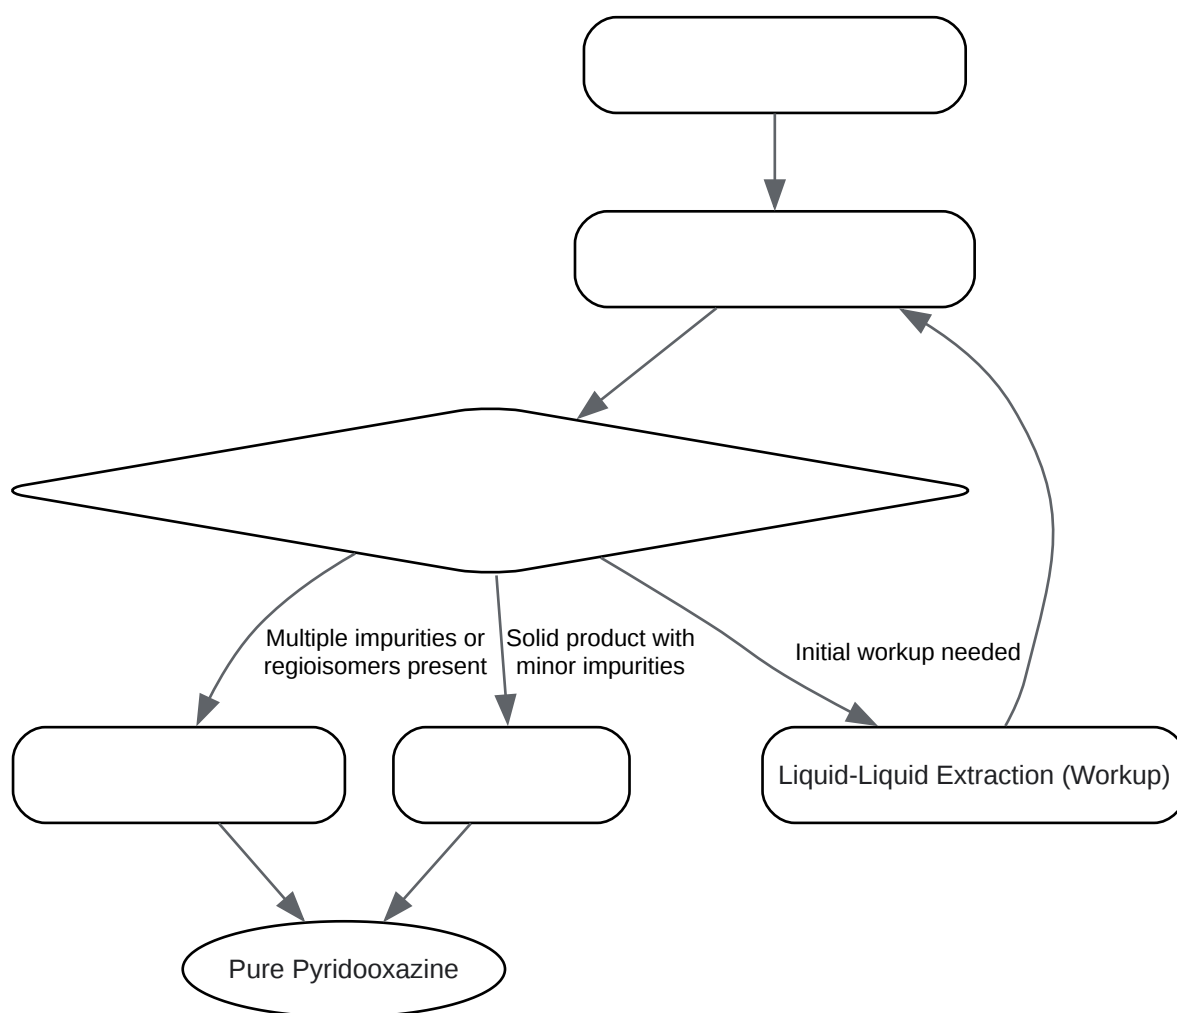 Multiple impurities or
regioisomers present
Solid product with
minor impurities
Initial workup needed
Liquid-Liquid Extraction (Workup)
Pure Pyridooxazine